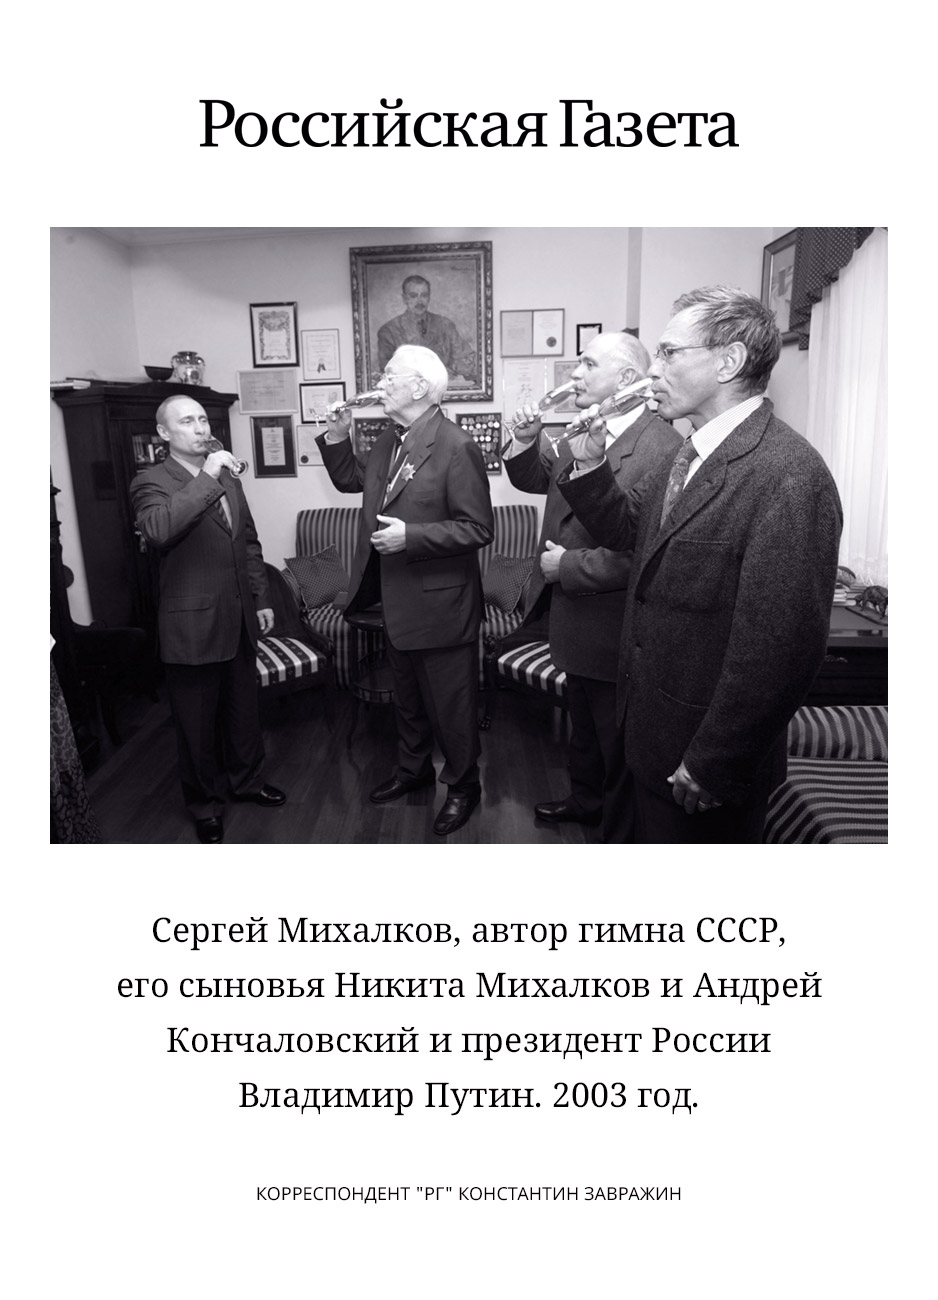 Российская Газета
Сергей Михалков, автор гимна СССР,
его сыновья Никита Михалков и Андрей
Кончаловский и президент России
Владимир Путин. 2003 год.
КОРРЕСПОНДЕНТ "РГ" КОНСТАНТИН ЗАВРАЖИН